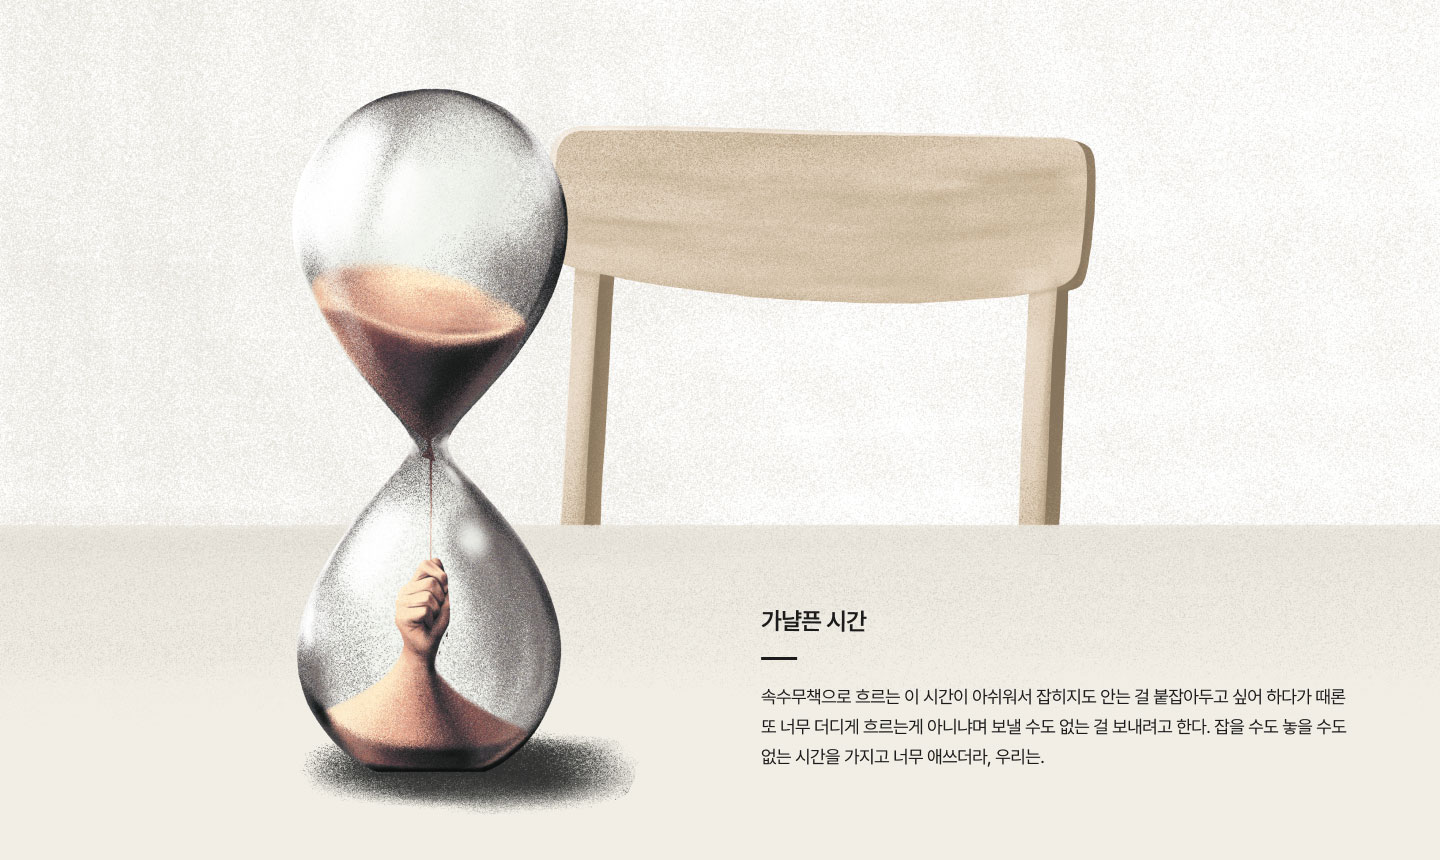 가냘픈 시간
속수무책으로 흐르는 이 시간이 아쉬워서 잡히지도 안는 걸 붙잡아두고 싶어 하다가 때론
또 너무 더디게 흐르는게 아니냐며 보낼 수도 없는 걸 보내려고 한다. 잡을 수도 놓을 수도
없는 시간을 가지고 너무 애쓰더라, 우리는.